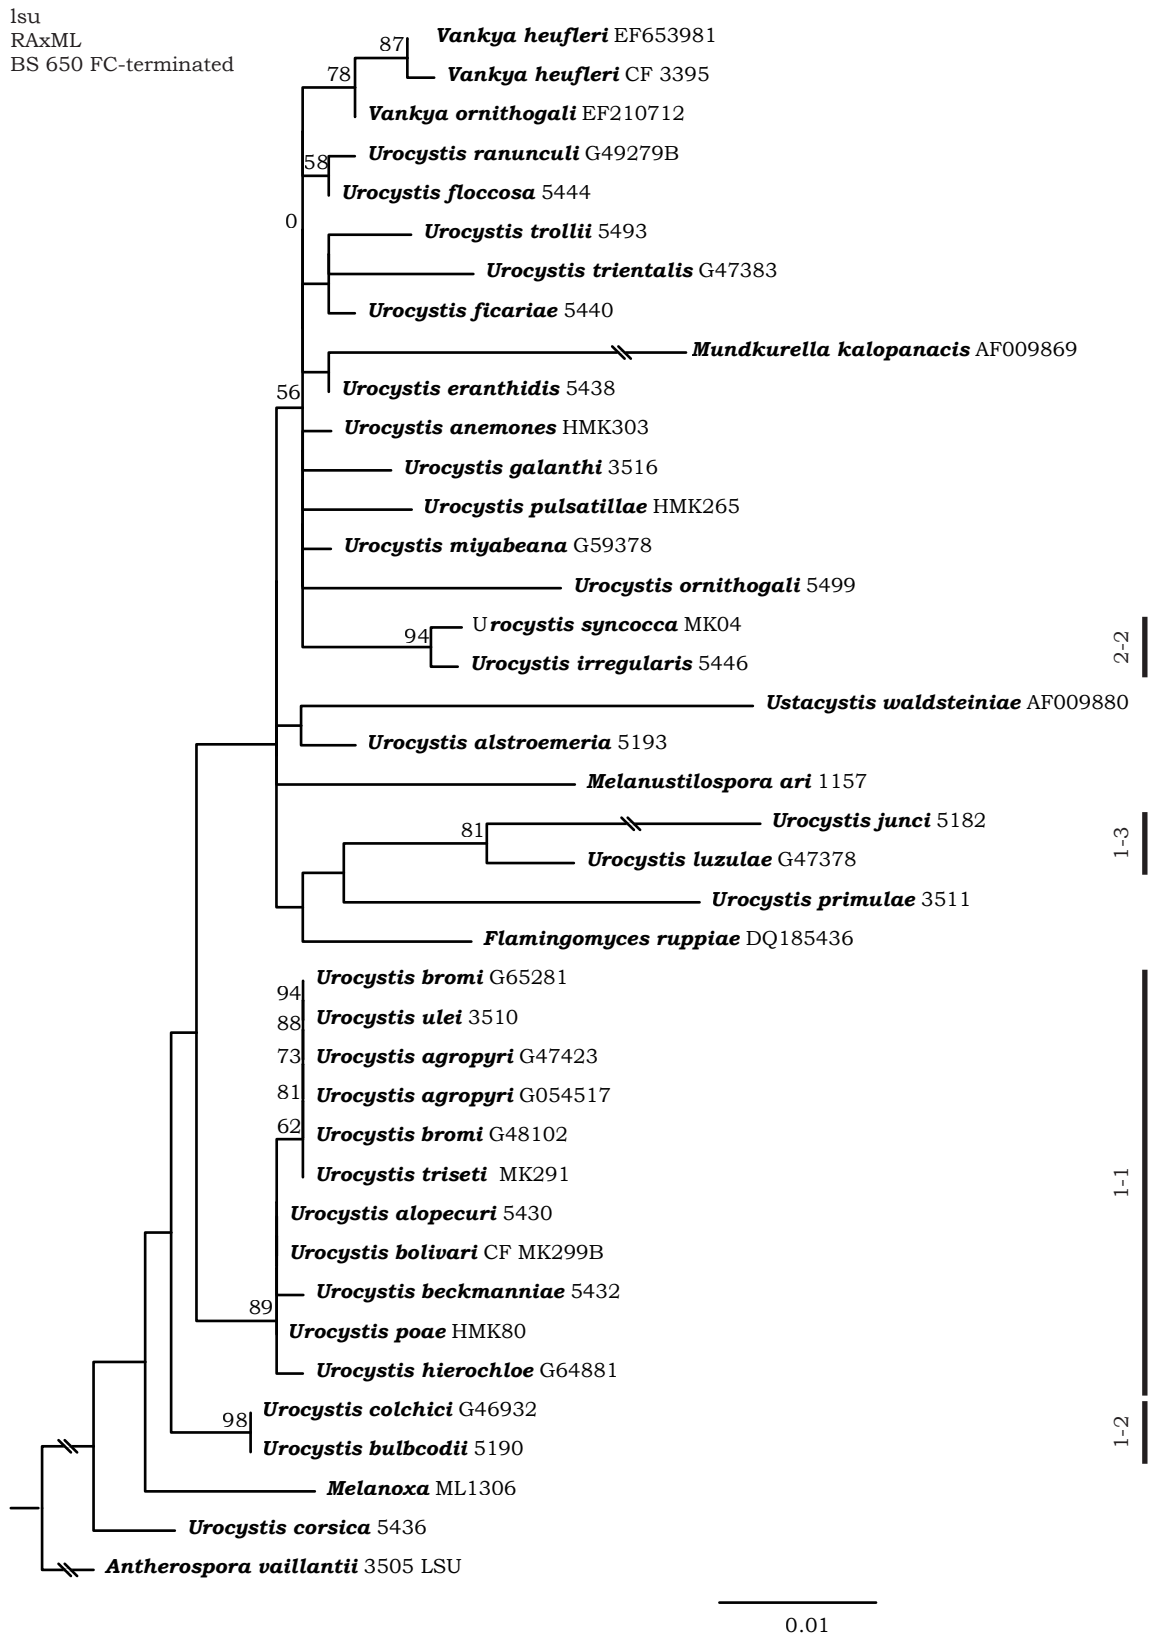 lsu
RAxML
BS 650 FC-terminated
87
Vankya heufleri EF653981
78
Vankya heufleri CF 3395
Vankya ornithogali EF210712
58
Urocystis ranunculi G49279B
Urocystis floccosa 5444
0
Urocystis trollii 5493
Urocystis trientalis G47383
Urocystis ficariae 5440
Mundkurella kalopanacis AF009869
56
Urocystis eranthidis 5438
Urocystis anemones HMK303
Urocystis galanthi 3516
Urocystis pulsatillae HMK265
Urocystis miyabeana G59378
Urocystis ornithogali 5499
94
Urocystis syncocca MK04
Urocystis irregularis 5446
2-2
Ustacystis waldsteiniae AF009880
Urocystis alstroemeria 5193
Melanustilospora ari 1157
81
Urocystis junci 5182
Urocystis luzulae G47378
1-3
Urocystis primulae 3511
Flamingomyces ruppiae DQ185436
Urocystis bromi G65281
94
Urocystis ulei 3510
88
Urocystis agropyri G47423
73
Urocystis agropyri G054517
81
Urocystis bromi G48102
62
Urocystis triseti MK291
1-1
Urocystis alopecuri 5430
Urocystis bolivari CF MK299B
Urocystis beckmanniae 5432
89
Urocystis poae HMK80
Urocystis hierochloe G64881
98
Urocystis colchici G46932
Urocystis bulbcodii 5190
1-2
Melanoxa ML1306
Urocystis corsica 5436
Antherospora vaillantii 3505 LSU
0.01